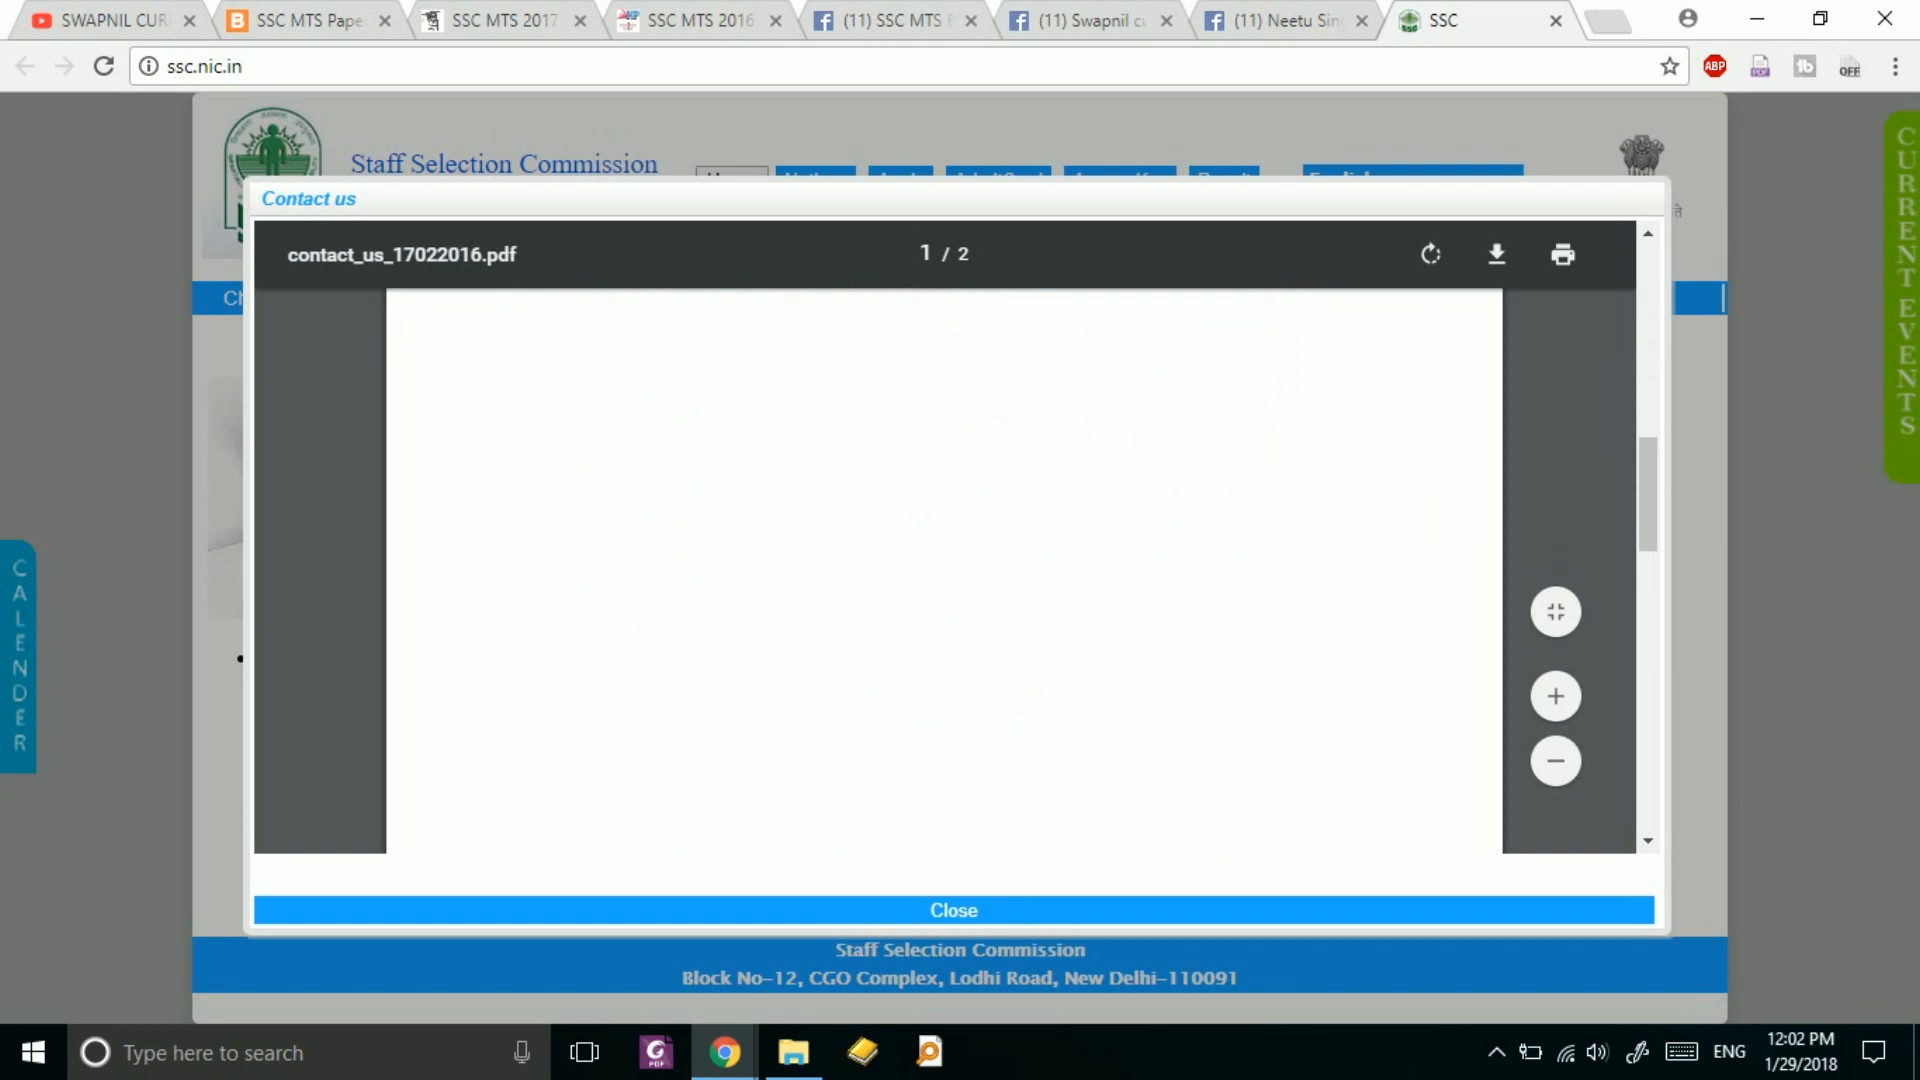 SWAPNIL CUR
SSC MTS Pape
SSC MTS 2017
SSC MTS 2016
(11) SSC MTS
(11) Swapnil cu
(11) Neetu Sin
SSC
ssc.nic.in
ABP
OFF
Staff Selection Commission
Contact us
contact_us_17022016.pdf
1 / 2
CURRENT EVENTS
CALENDER
Close
Staff Selection Commission
Block No-12, CGO Complex, Lodhi Road, New Delhi-110091
Type here to search
ENG
12:02 PM
1/29/2018